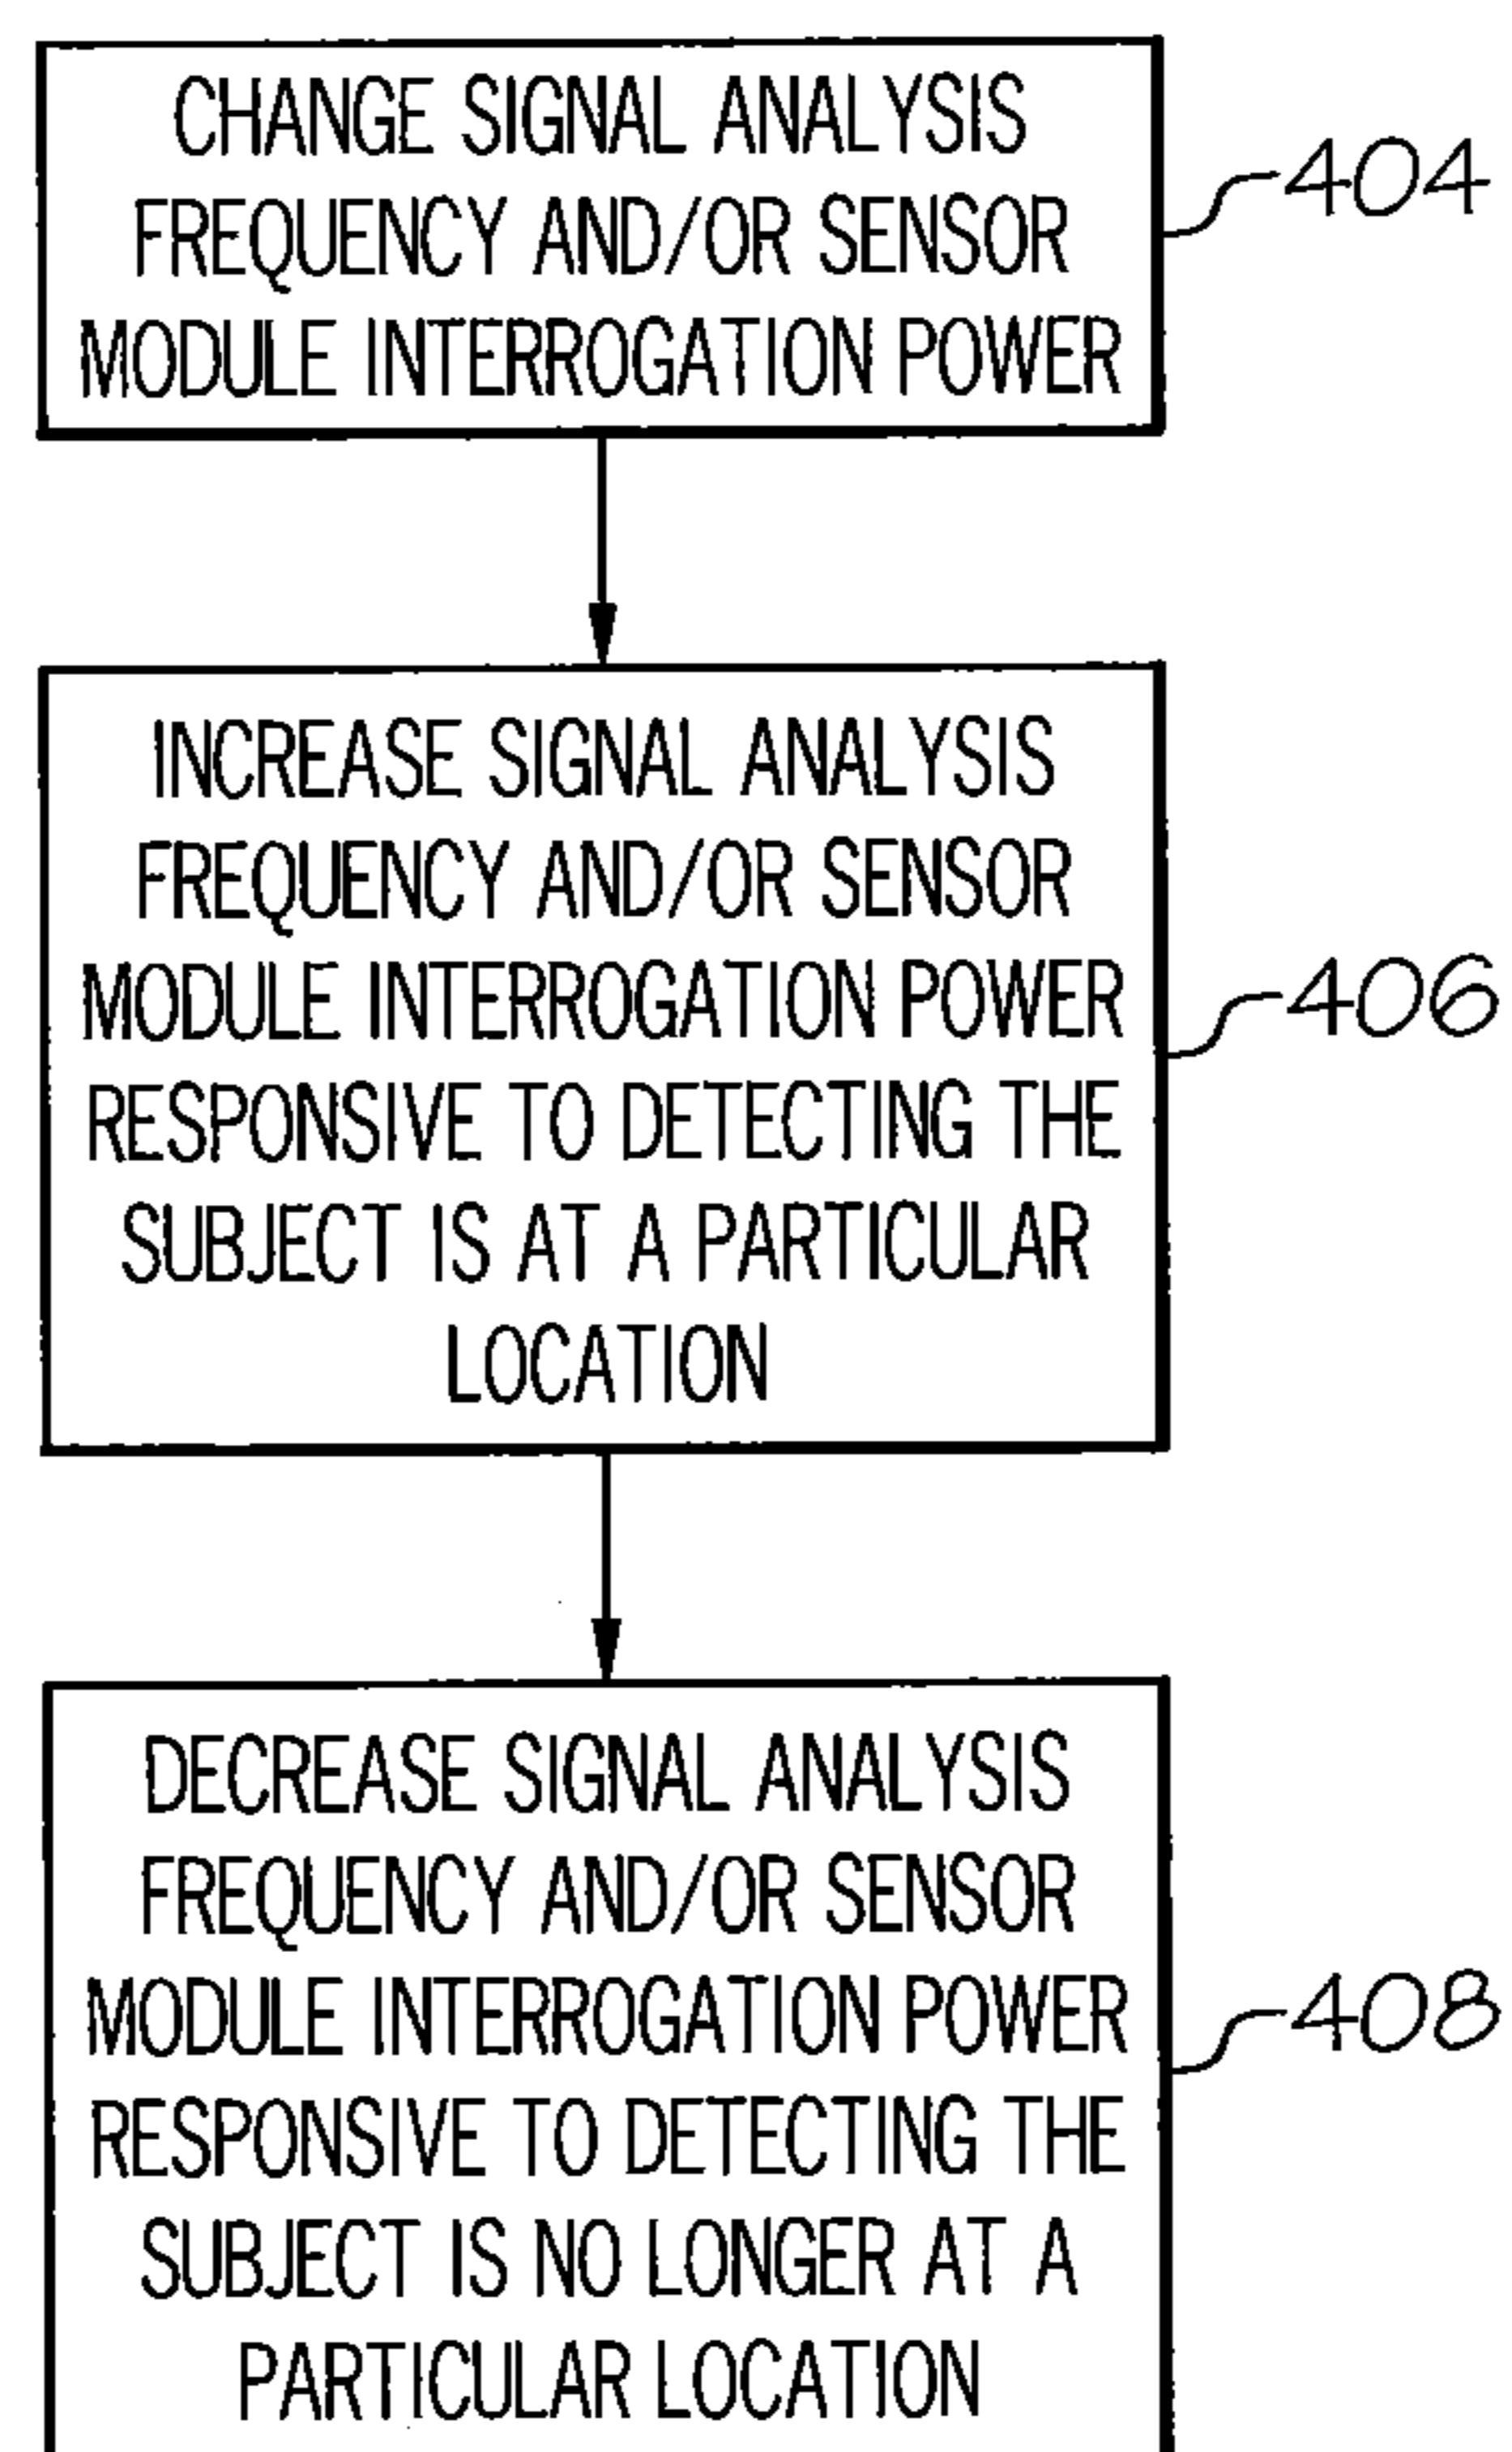 CHANGE SIGNAL ANALYSIS
FREQUENCY AND/OR SENSOR
MODULE INTERROGATION POWER
404
INCREASE SIGNAL ANALYSIS
FREQUENCY AND/OR SENSOR
MODULE INTERROGATION POWER
RESPONSIVE TO DETECTING THE
SUBJECT IS AT A PARTICULAR
LOCATION
406
DECREASE SIGNAL ANALYSIS
FREQUENCY AND/OR SENSOR
MODULE INTERROGATION POWER
RESPONSIVE TO DETECTING THE
SUBJECT IS NO LONGER AT A
PARTICULAR LOCATION
408